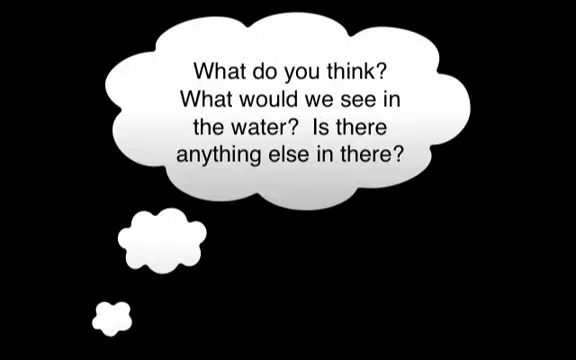 What do you think?
What would we see in
the water?  Is there
anything else in there?